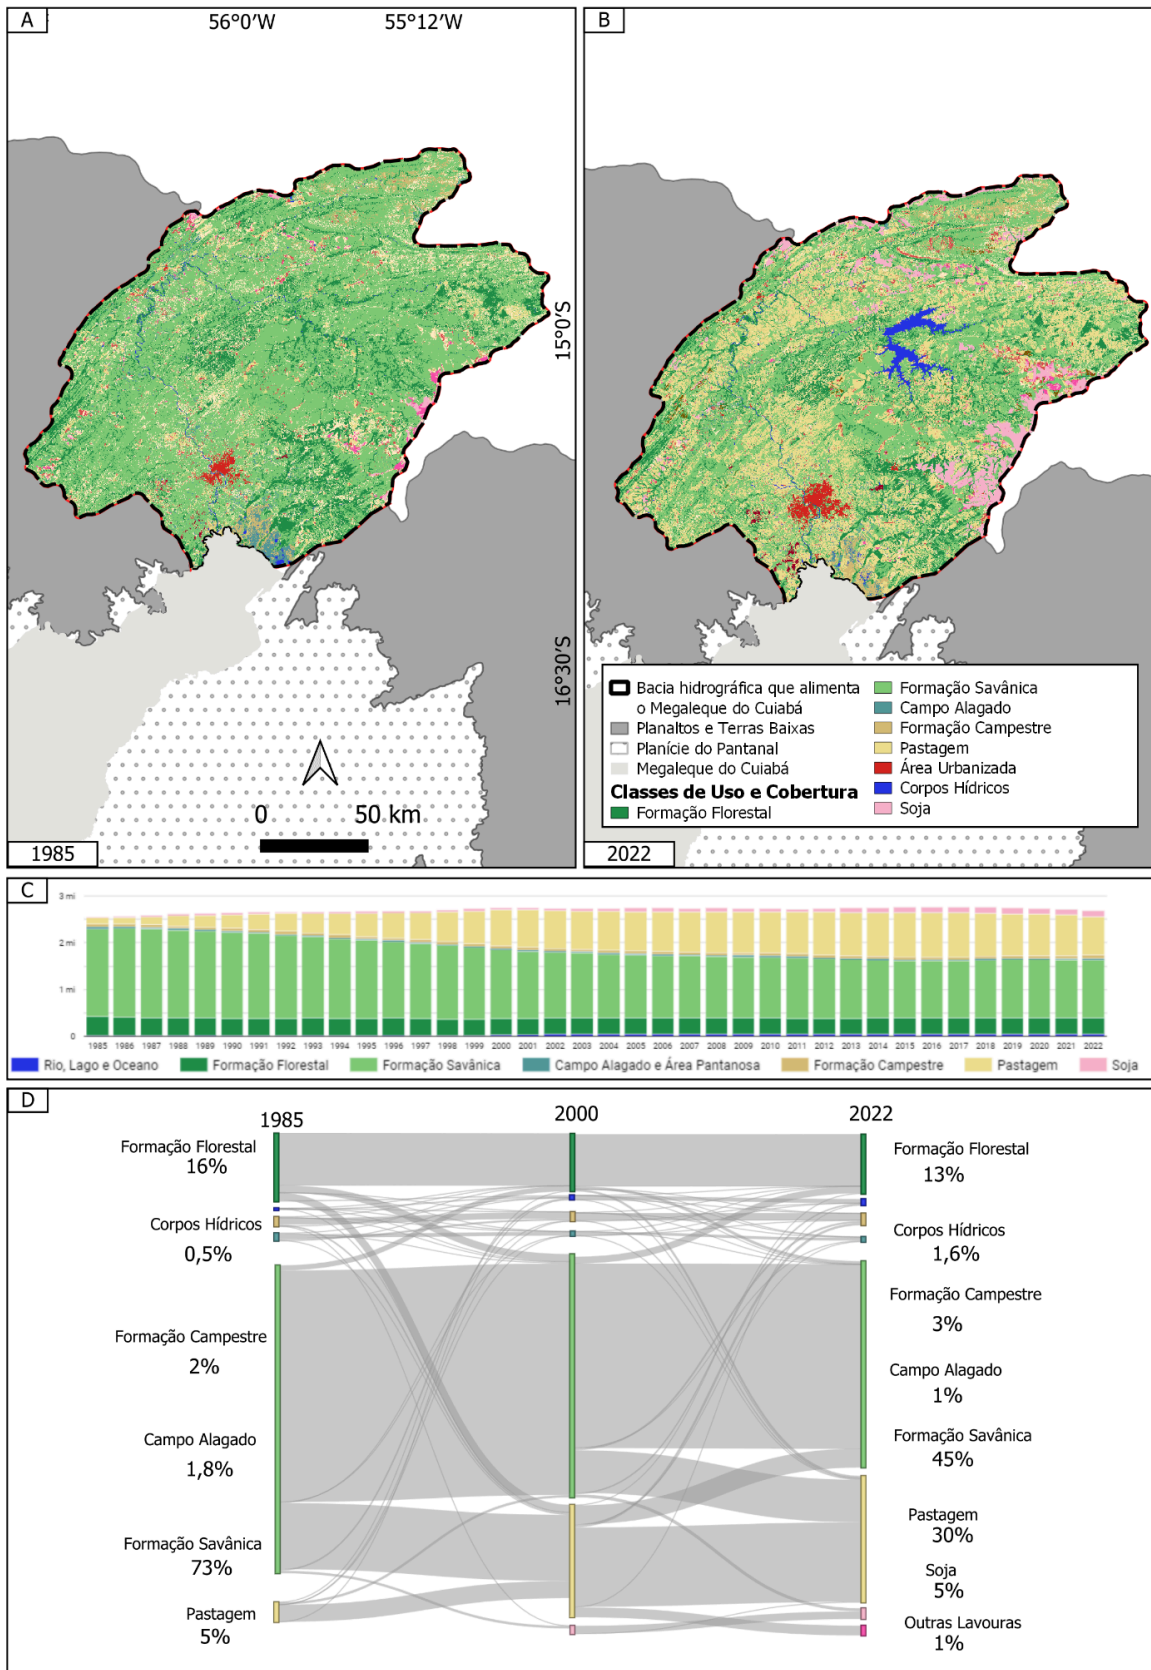 A
56°0'W
55°12'W
B
15°0'S
16°30'S
0
50 km
1985
Bacia hidrográfica que alimenta
o Megaleque do Cuiabá
Planaltos e Terras Baixas
Planície do Pantanal
Megaleque do Cuiabá
Classes de Uso e Cobertura
Formação Florestal
Formação Savânica
Campo Alagado
Formação Campestre
Pastagem
Área Urbanizada
Corpos Hídricos
Soja
2022
C
3 mi
2 mi
1 mi
0
1985 1986 1987 1988 1989 1990 1991 1992 1993 1994 1995 1996 1997 1998 1999 2000 2001 2002 2003 2004 2005 2006 2007 2008 2009 2010 2011 2012 2013 2014 2015 2016 2017 2018 2019 2020 2021 2022
Rio, Lago e Oceano
Formação Florestal
Formação Savânica
Campo Alagado e Área Pantanosa
Formação Campestre
Pastagem
Soja
D
1985
2000
2022
Formação Florestal
16%
Corpos Hídricos
0,5%
Formação Campestre
2%
Campo Alagado
1,8%
Formação Savânica
73%
Pastagem
5%
Formação Florestal
13%
Corpos Hídricos
1,6%
Formação Campestre
3%
Campo Alagado
1%
Formação Savânica
45%
Pastagem
30%
Soja
5%
Outras Lavouras
1%